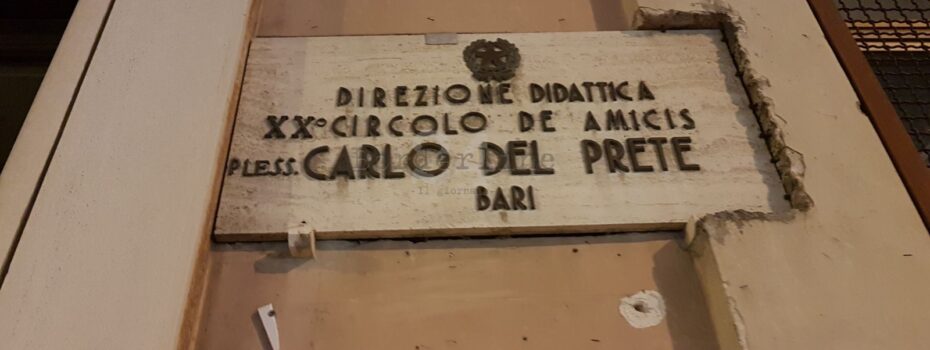 DIREZIONE DIDATTICA
XX° CIRCOLO DE AMICIS
PLESS. CARLO DEL PRETE
BARI